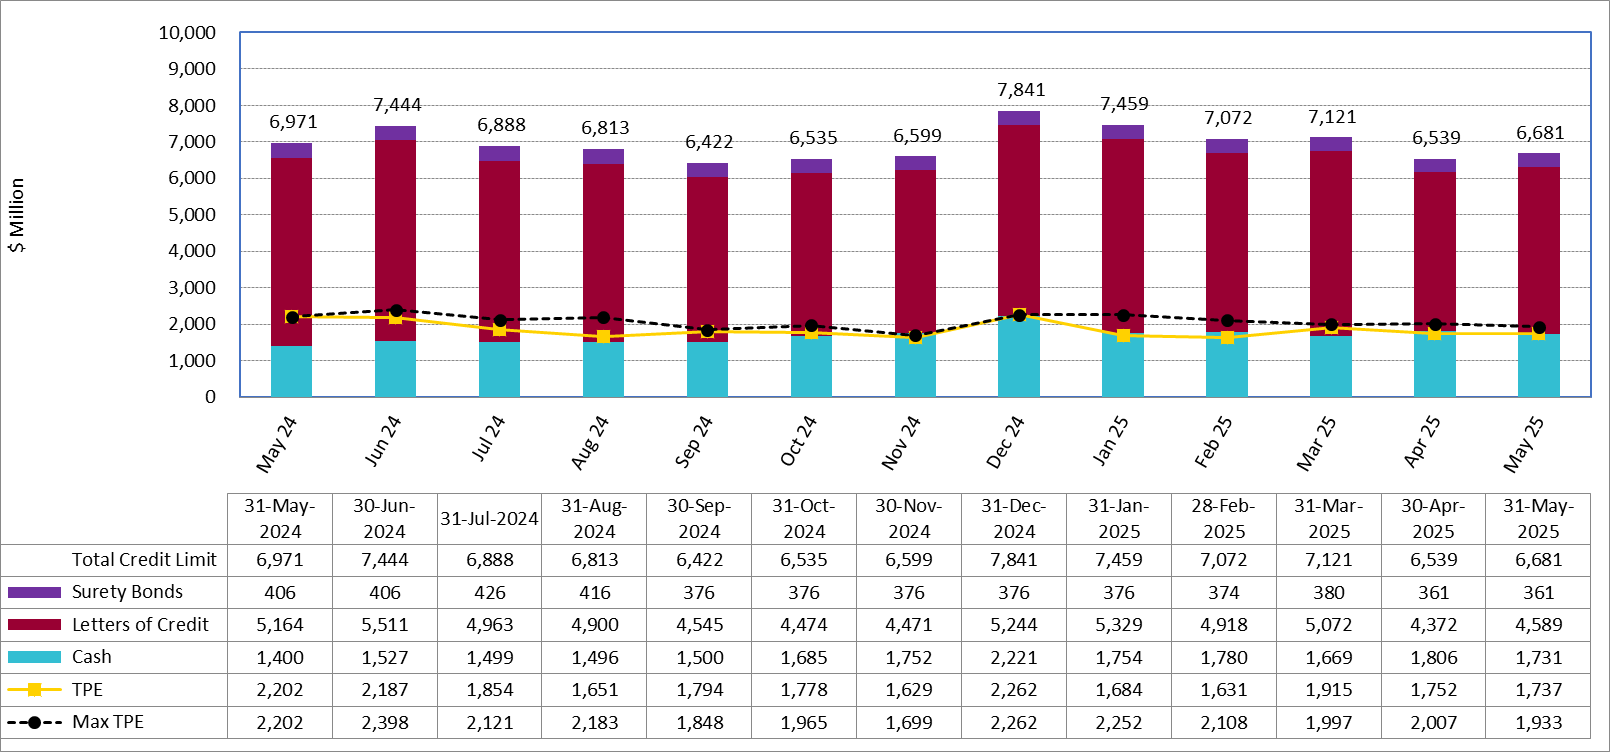 10,000
9,000
8,000
7,000
6,000
5,000
4,000
3,000
2,000
1,000
0
$ Million
6,971 7,444 6,888 6,813 6,422 6,535 6,599 7,841 7,459 7,072 7,121 6,539 6,681
May 24 Jun 24 Jul 24 Aug 24 Sep 24 Oct 24 Nov 24 Dec 24 Jan 25 Feb 25 Mar 25 Apr 25 May 25
31-May- 30-Jun- 31-Jul-2024 31-Aug- 30-Sep- 31-Oct- 30-Nov- 31-Dec- 31-Jan- 28-Feb- 31-Mar- 30-Apr- 31-May-
2024 2024 2024 2024 2024 2024 2024 2025 2025 2025 2025 2025
Total Credit Limit 6,971 7,444 6,888 6,813 6,422 6,535 6,599 7,841 7,459 7,072 7,121 6,539 6,681
Surety Bonds 406 406 426 416 376 376 376 376 376 374 380 361 361
Letters of Credit 5,164 5,511 4,963 4,900 4,545 4,474 4,471 5,244 5,329 4,918 5,072 4,372 4,589
Cash 1,400 1,527 1,499 1,496 1,500 1,685 1,752 2,221 1,754 1,780 1,669 1,806 1,731
TPE 2,202 2,187 1,854 1,651 1,794 1,778 1,629 2,262 1,684 1,631 1,915 1,752 1,737
Max TPE 2,202 2,398 2,121 2,183 1,848 1,965 1,699 2,262 2,252 2,108 1,997 2,007 1,933